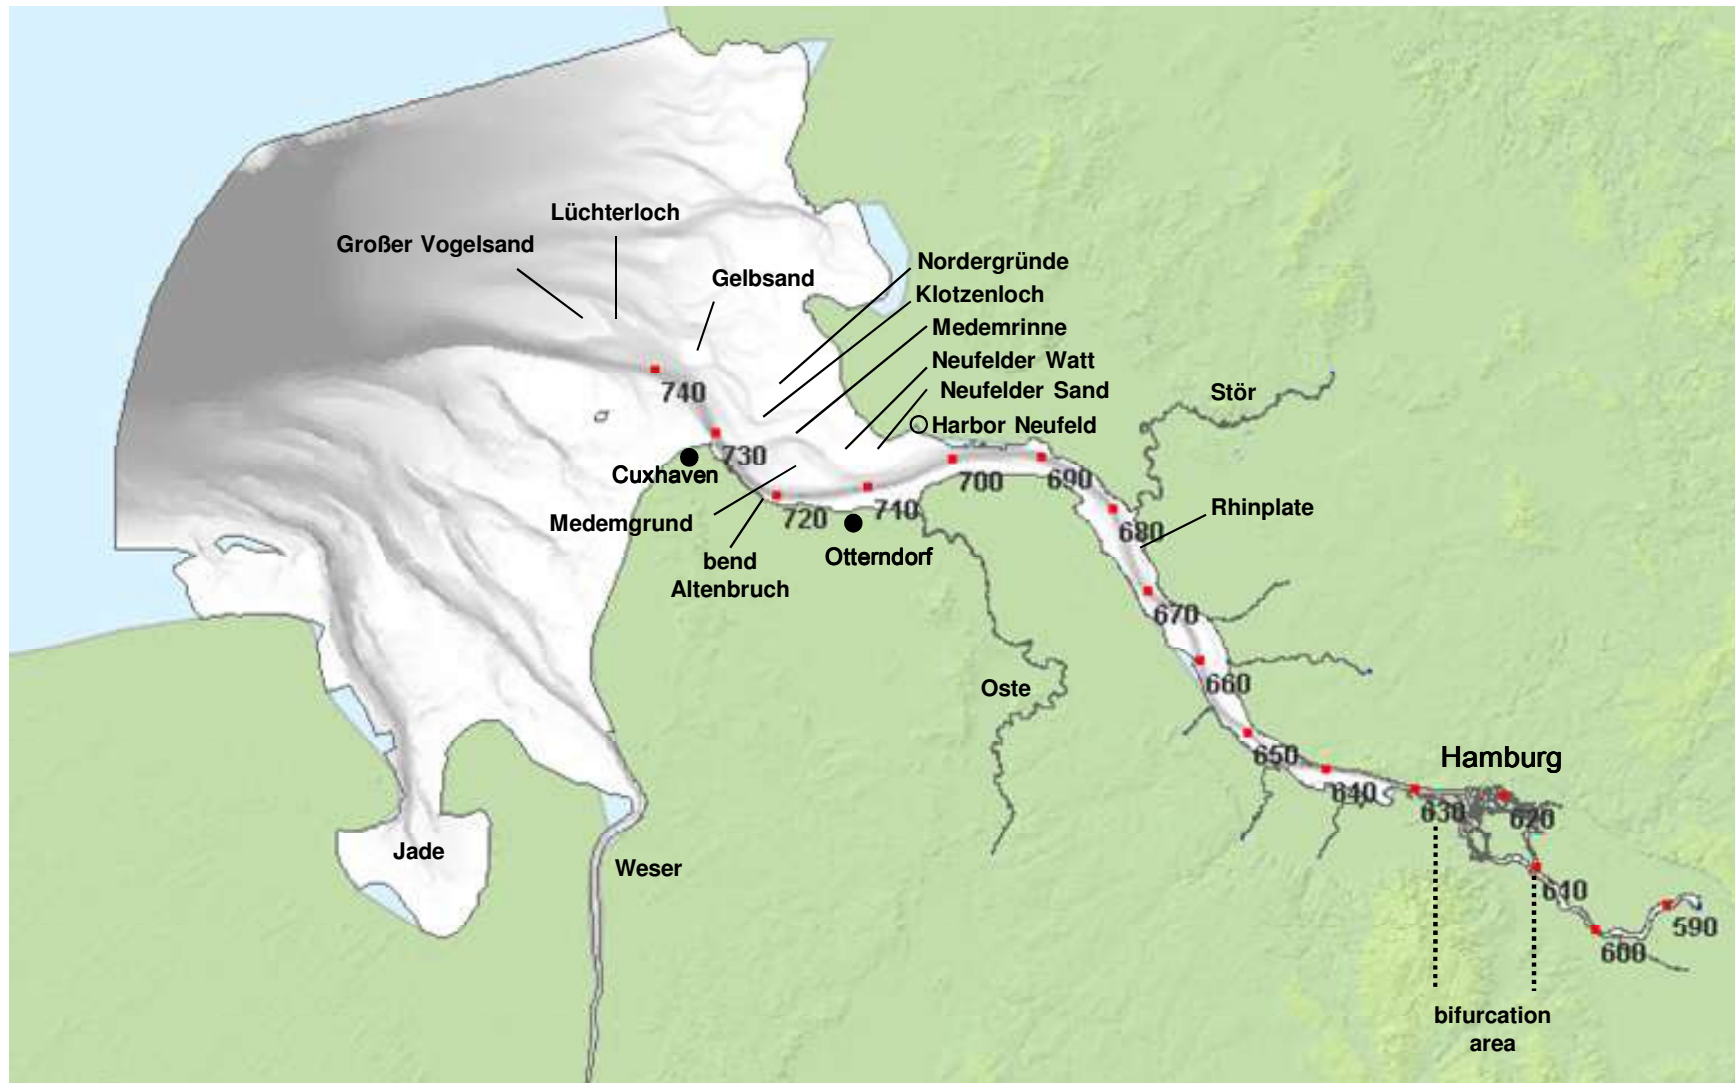 Lüchterloch
Großer Vogelsand
Gelbsand
Nordergründe
Klotzenloch
Medemrinne
Neufelder Watt
Neufelder Sand
Harbor Neufeld
740
730
Cuxhaven
Medemgrund
720
710
bend
Altenbruch
Otterndorf
700
690
680
Stör
Rhinplate
670
660
Oste
650
640
Hamburg
630
620
610
600
590
Jade
Weser
bifurcation
area